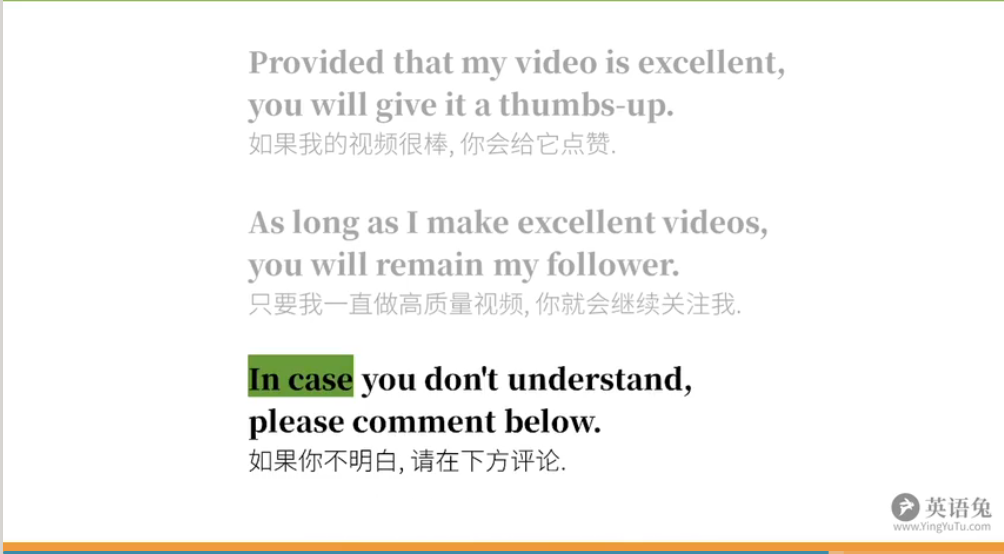 Provided that my video is excellent,
you will give it a thumbs-up.
如果我的视频很棒, 你会给它点赞.
As long as I make excellent videos,
you will remain my follower.
只要我一直做高质量视频, 你就会继续关注我.
In case you don't understand,
please comment below.
如果你不明白, 请在下方评论.
英语兔
www.YingYuTu.com